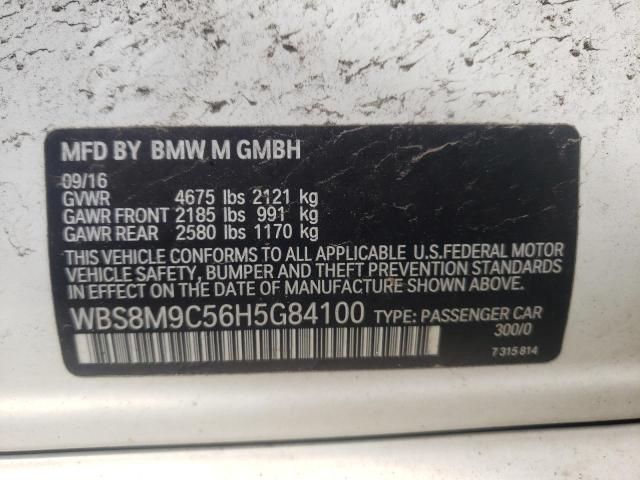 MFD BY BMW M GMBH
09/16
GVWR 4675 lbs 2121 kg
GAWR FRONT 2185 lbs 991 kg
GAWR REAR 2580 lbs 1170 kg
THIS VEHICLE CONFORMS TO ALL APPLICABLE U.S.FEDERAL MOTOR
VEHICLE SAFETY, BUMPER AND THEFT PREVENTION STANDARDS
IN EFFECT ON THE DATE OF MANUFACTURE SHOWN ABOVE
WBS8M9C56H5G84100 TYPE: PASSENGER CAR
300/0
7 315 814